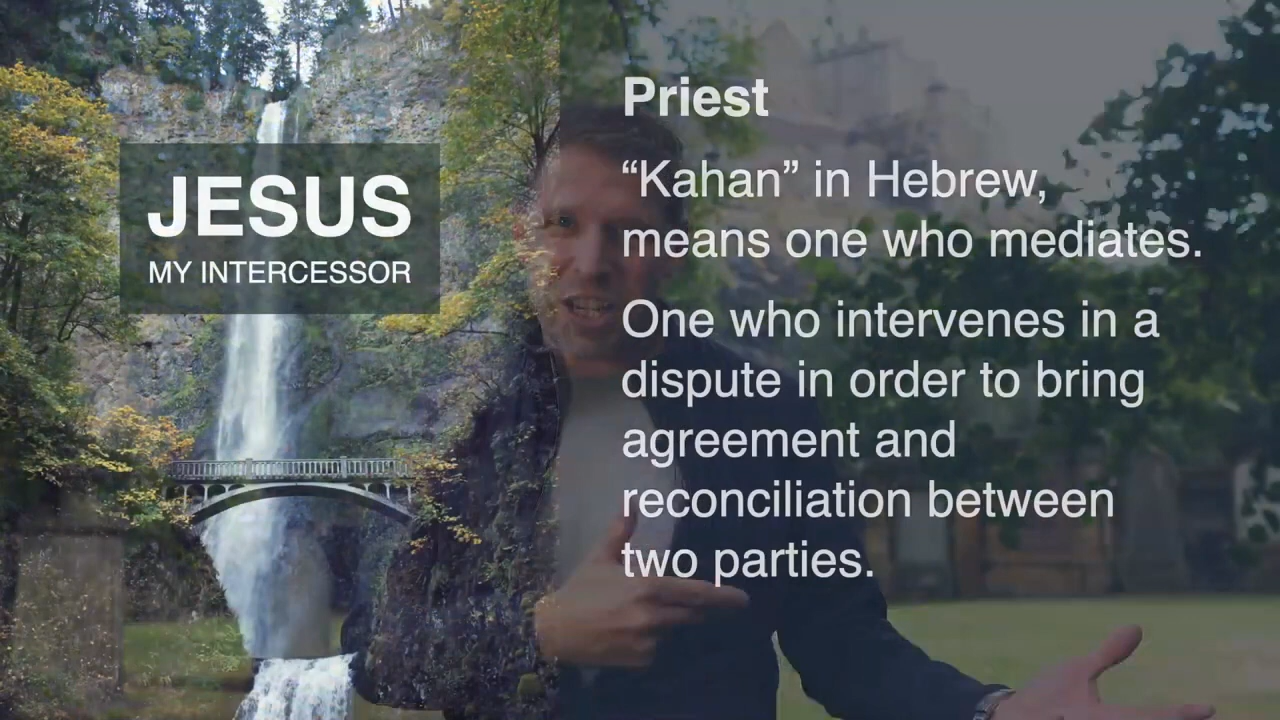 JESUS
MY INTERCESSOR
Priest
“Kahan” in Hebrew,
means one who mediates.
One who intervenes in a
dispute in order to bring
agreement and
reconciliation between
two parties.